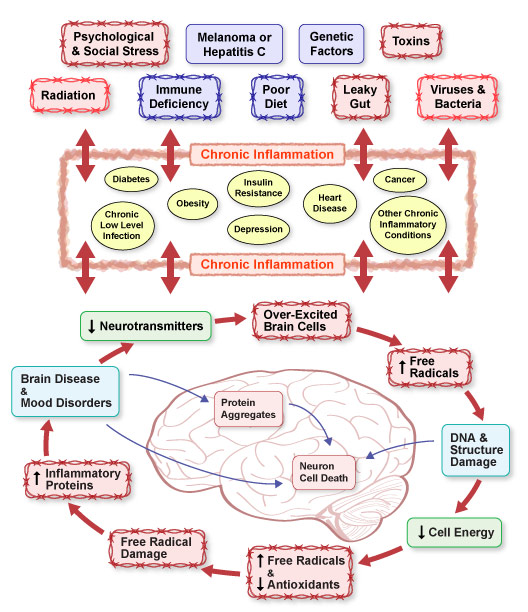 Psychological
& Social Stress
Melanoma or
Hepatitis C
Genetic
Factors
Toxins
Radiation
Immune
Deficiency
Poor
Diet
Leaky
Gut
Viruses &
Bacteria
Chronic Inflammation
Diabetes
Obesity
Insulin
Resistance
Heart
Disease
Cancer
Chronic
Low Level
Infection
Depression
Other Chronic
Inflammatory
Conditions
Chronic Inflammation
↓ Neurotransmitters
Over-Excited
Brain Cells
↑ Free
Radicals
Brain Disease
&
Mood Disorders
Protein
Aggregates
DNA &
Structure
Damage
Neuron
Cell Death
↑ Inflammatory
Proteins
Free Radical
Damage
↑ Free Radicals
&
↓ Antioxidants
↓ Cell Energy